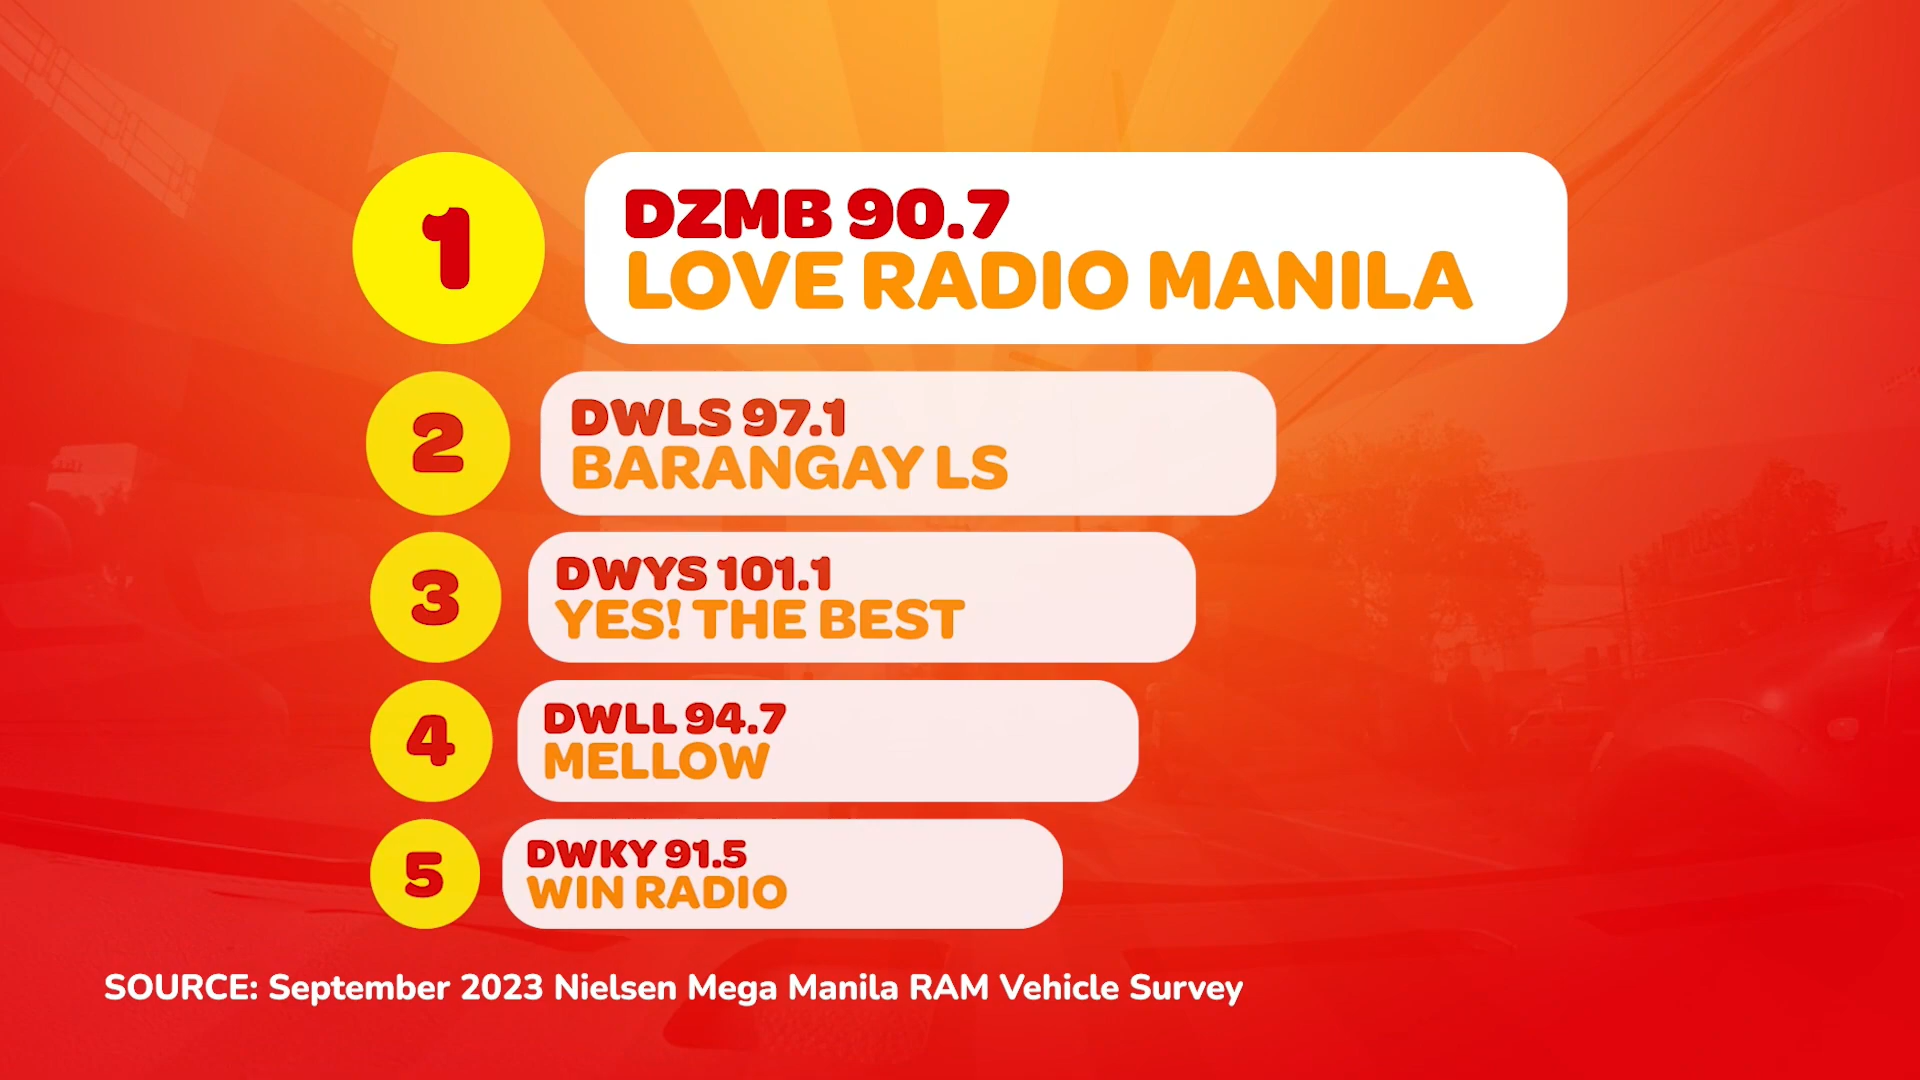 1
DZMB 90.7
LOVE RADIO MANILA
2
DWLS 97.1
BARANGAY LS
3
DWYS 101.1
YES! THE BEST
4
DWLL 94.7
MELLOW
5
DWKY 91.5
WIN RADIO
SOURCE: September 2023 Nielsen Mega Manila RAM Vehicle Survey